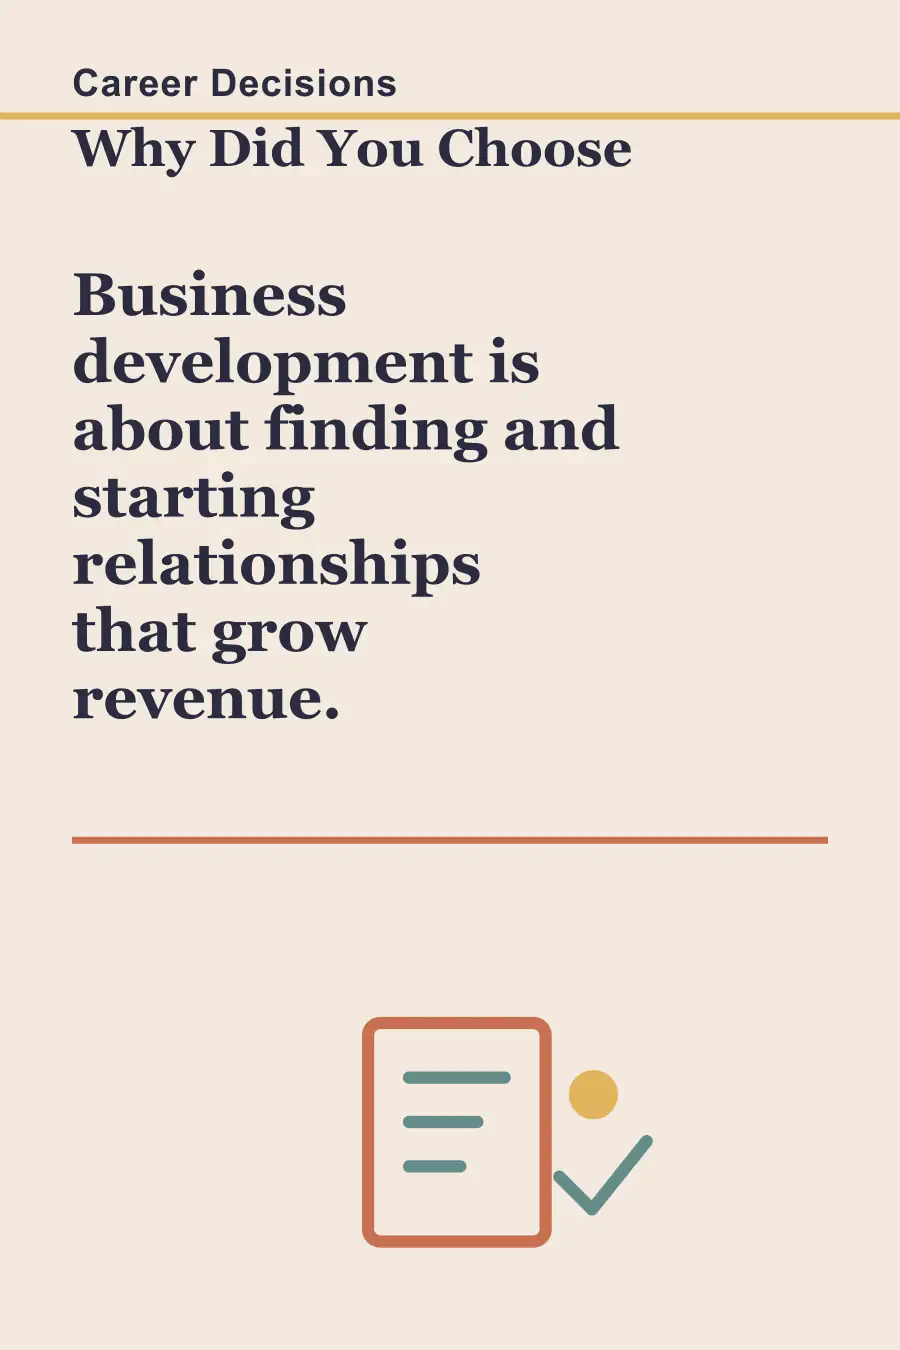 Career Decisions
Why Did You Choose
Business
development is
about finding and
starting
relationships
that grow
revenue.